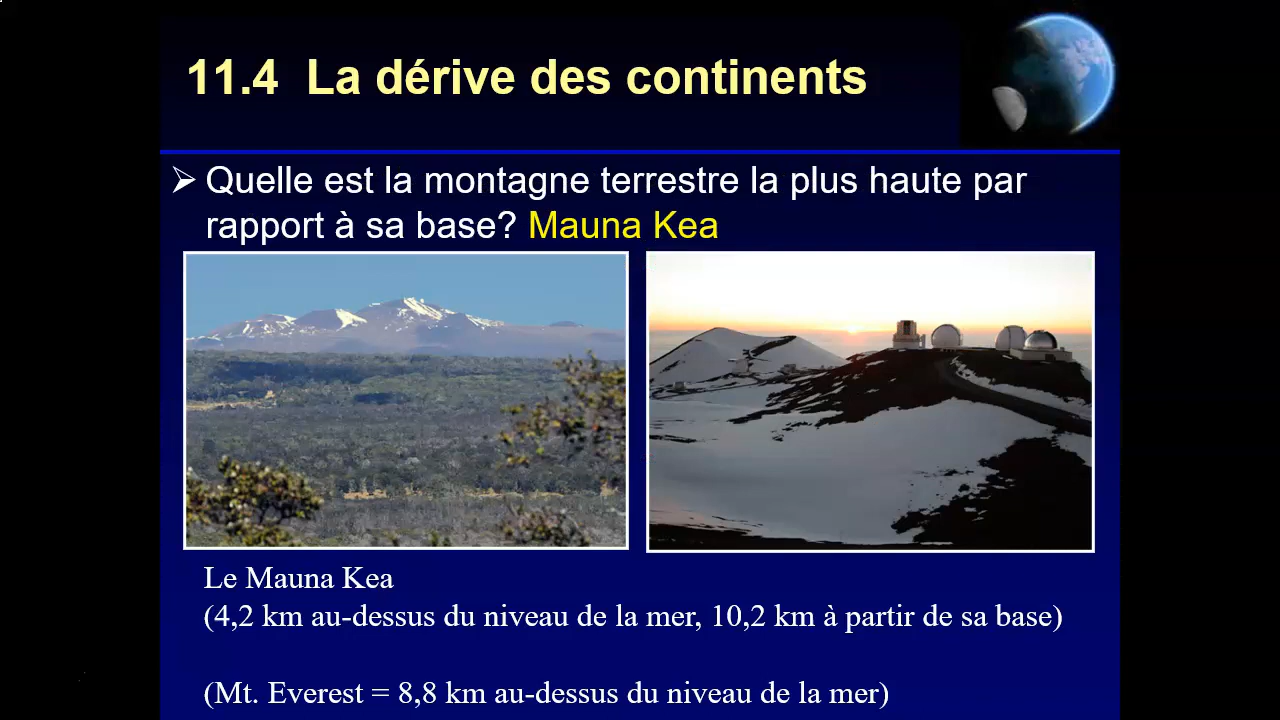 11.4 La dérive des continents
Quelle est la montagne terrestre la plus haute par
rapport à sa base? Mauna Kea
Le Mauna Kea
(4,2 km au-dessus du niveau de la mer, 10,2 km à partir de sa base)
(Mt. Everest = 8,8 km au-dessus du niveau de la mer)